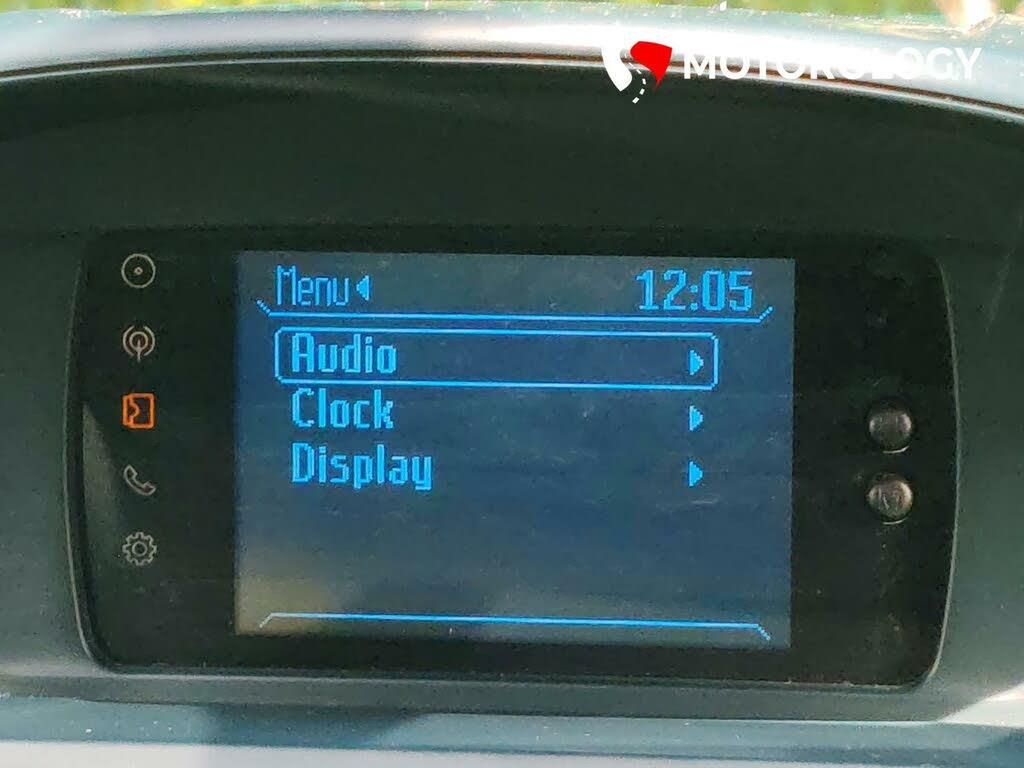 MOTOROLOGY
Menu 12:05
Audio
Clock
Display